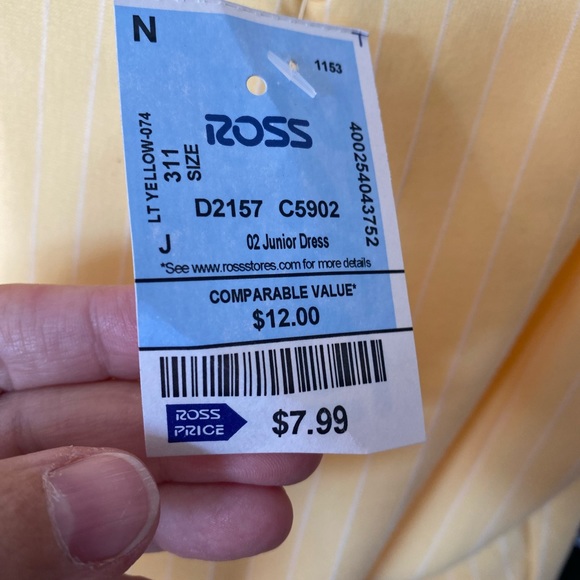 N T
1153
ROSS
LT YELLOW-074
311
SIZE
400254043752
D2157 C5902
J 02 Junior Dress
*See www.rossstores.com for more details
COMPARABLE VALUE*
$12.00
ROSS
PRICE
$7.99